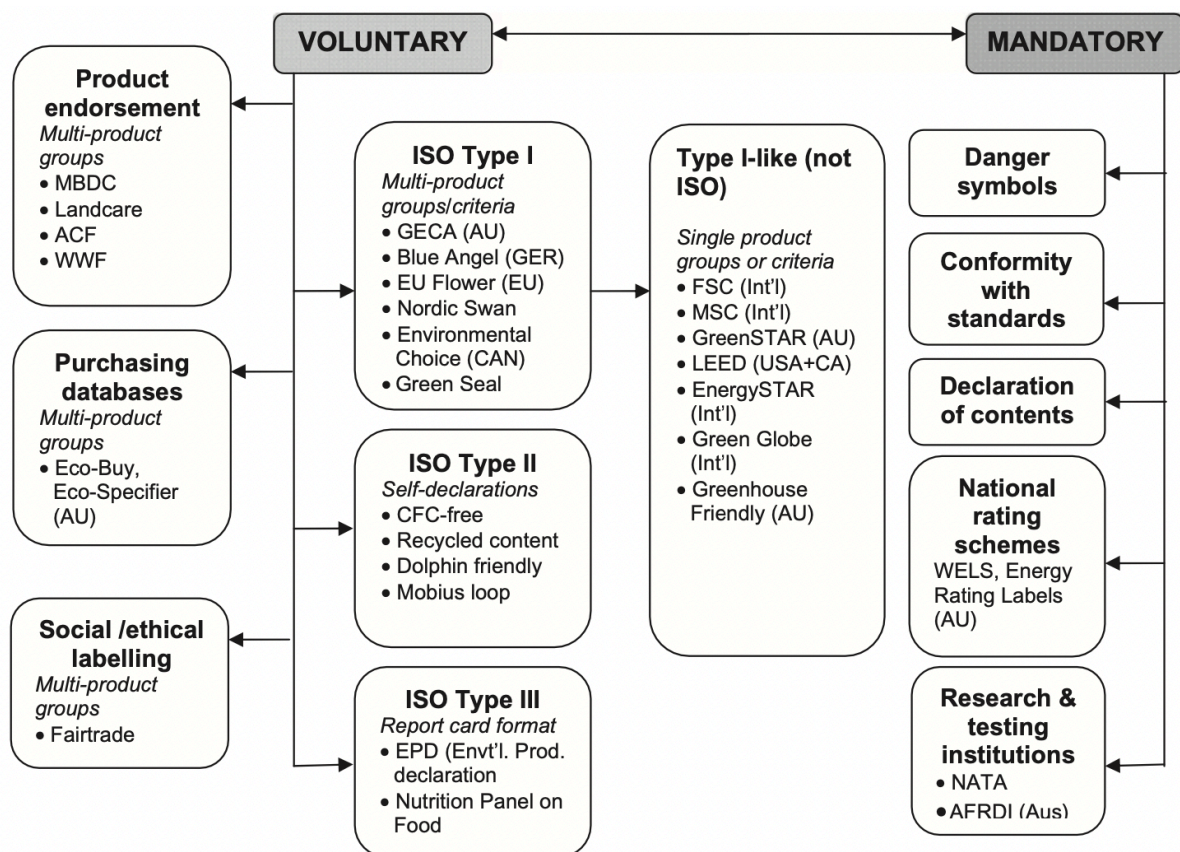 VOLUNTARY
MANDATORY
Product
endorsement
Multi-product
groups
• MBDC
• Landcare
• ACF
• WWF
Purchasing
databases
Multi-product
groups
• Eco-Buy,
Eco-Specifier
(AU)
Social /ethical
labelling
Multi-product
groups
• Fairtrade
ISO Type I
Multi-product
groups/criteria
• GECA (AU)
• Blue Angel (GER)
• EU Flower (EU)
• Nordic Swan
• Environmental
Choice (CAN)
• Green Seal
ISO Type II
Self-declarations
• CFC-free
• Recycled content
• Dolphin friendly
• Mobius loop
ISO Type III
Report card format
• EPD (Envt'l. Prod.
declaration
• Nutrition Panel on
Food
Type I-like (not
ISO)
Single product
groups or criteria
• FSC (Int'l)
• MSC (Int'l)
• GreenSTAR (AU)
• LEED (USA+CA)
• EnergySTAR
(Int'l)
• Green Globe
(Int'l)
• Greenhouse
Friendly (AU)
Danger
symbols
Conformity
with
standards
Declaration
of contents
National
rating
schemes
WELS, Energy
Rating Labels
(AU)
Research &
testing
institutions
• NATA
• AFRDI (Aus)